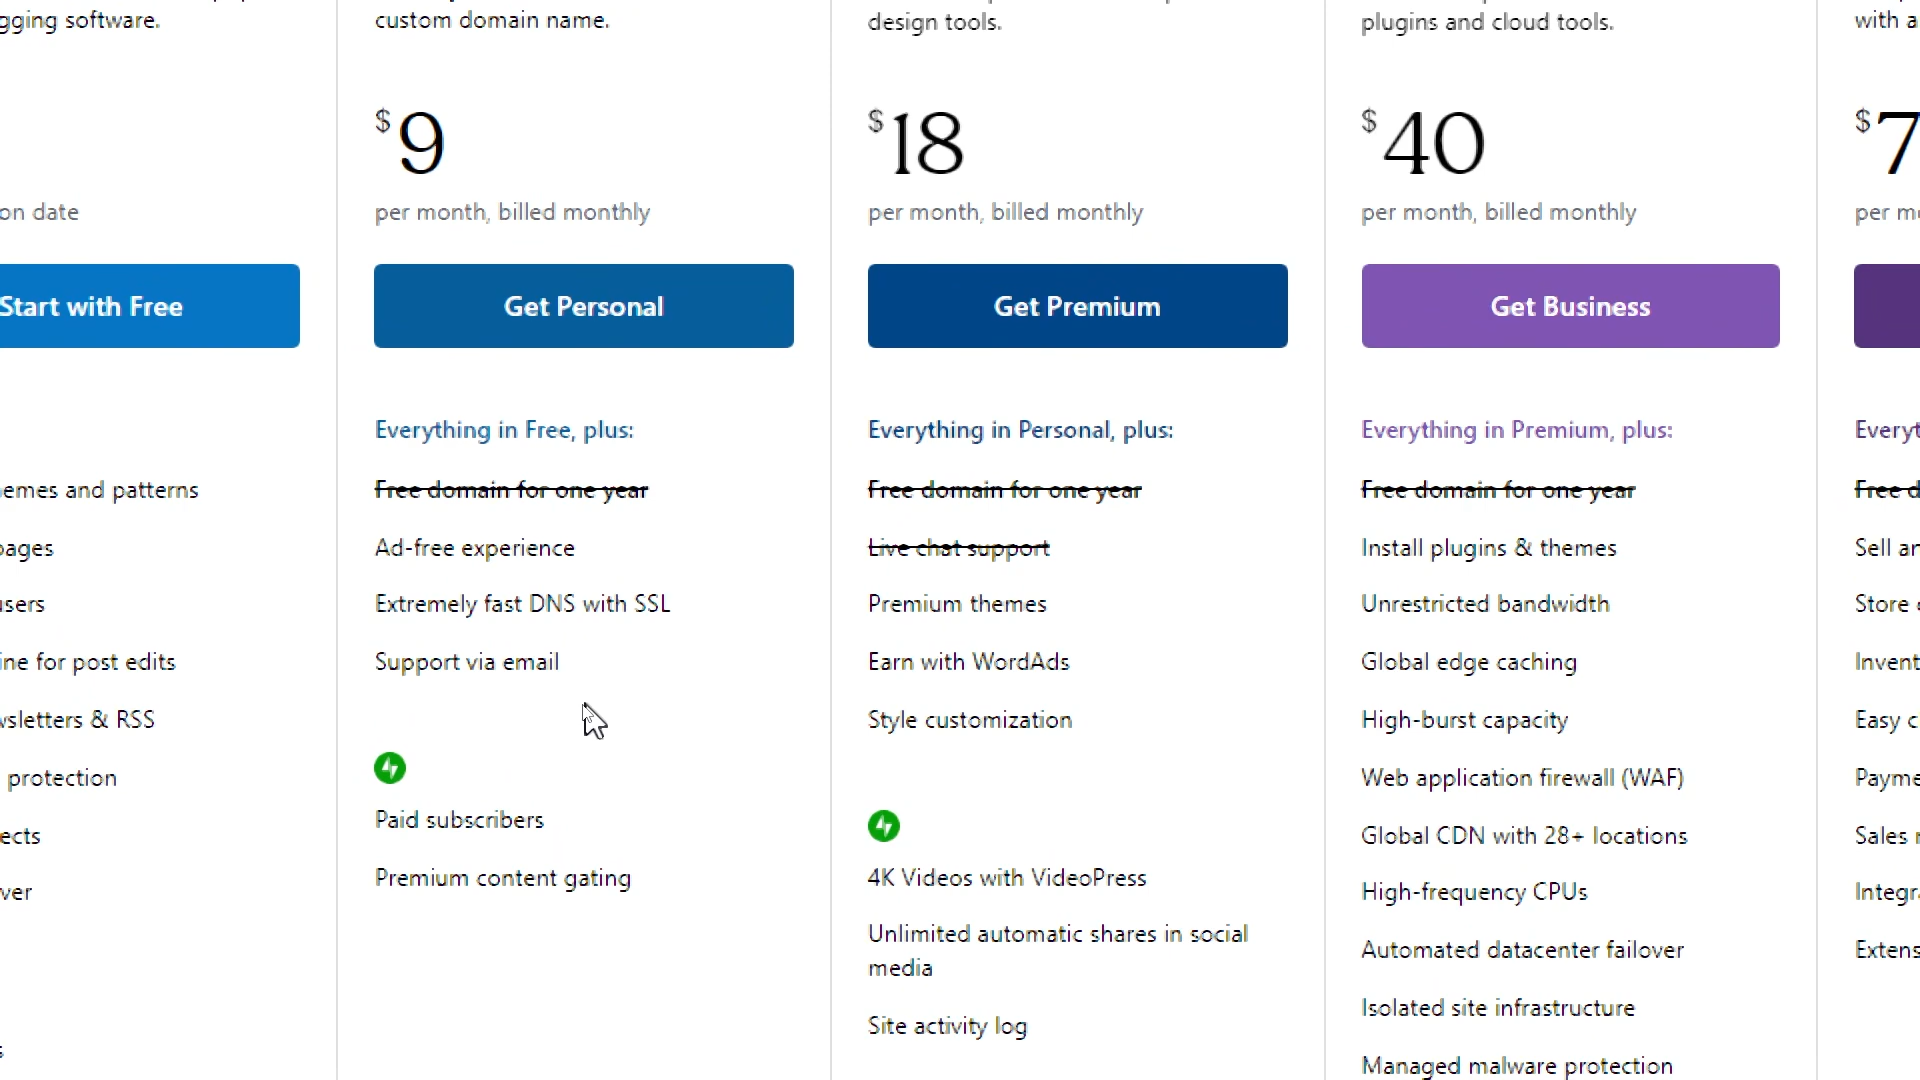 gging software.
on date
Start with Free
emes and patterns
pages
users
ine for post edits
wsletters & RSS
protection
ects
ver
s
custom domain name.
$9
per month, billed monthly
Get Personal
Everything in Free, plus:
Free domain for one year
Ad-free experience
Extremely fast DNS with SSL
Support via email
Paid subscribers
Premium content gating
design tools.
$18
per month, billed monthly
Get Premium
Everything in Personal, plus:
Free domain for one year
Live chat support
Premium themes
Earn with WordAds
Style customization
4K Videos with VideoPress
Unlimited automatic shares in social
media
Site activity log
plugins and cloud tools.
$40
per month, billed monthly
Get Business
Everything in Premium, plus:
Free domain for one year
Install plugins & themes
Unrestricted bandwidth
Global edge caching
High-burst capacity
Web application firewall (WAF)
Global CDN with 28+ locations
High-frequency CPUs
Automated datacenter failover
Isolated site infrastructure
Managed malware protection
with a
$7
per m
Everyt
Free d
Sell an
Store
Invent
Easy c
Payme
Sales
Integr
Extens